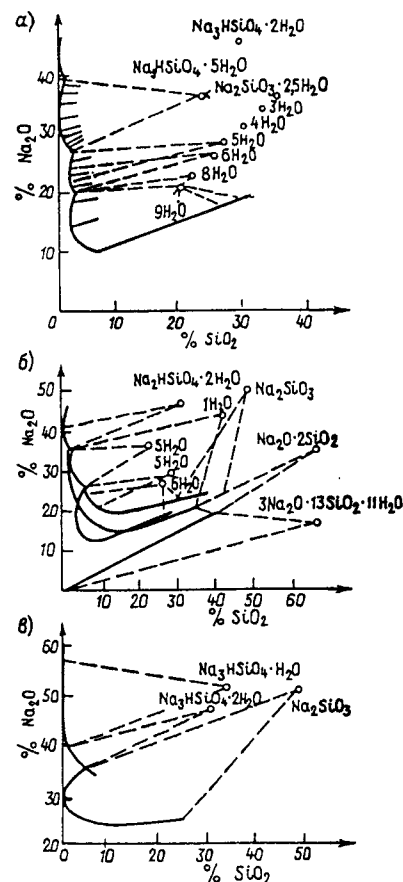 а)
Na3HSiO4·2H2O
Na3HSiO4·5H2O
Na2SiO3·2,5H2O
3H2O
4H2O
5H2O
6H2O
8H2O
9H2O
% Na2O
40
30
20
10
0
10
20
30
40
% SiO2
б)
Na2HSiO4·2H2O
1H2O
Na2SiO3
Na2O·2SiO2
5H2O
5H2O
6H2O
3Na2O·13SiO2·11H2O
% Na2O
50
40
30
20
10
0
10
20
30
40
50
60
% SiO2
в)
Na3HSiO4·H2O
Na3HSiO4·2H2O
Na2SiO3
% Na2O
60
50
40
30
20
0
10
20
30
40
50
% SiO2